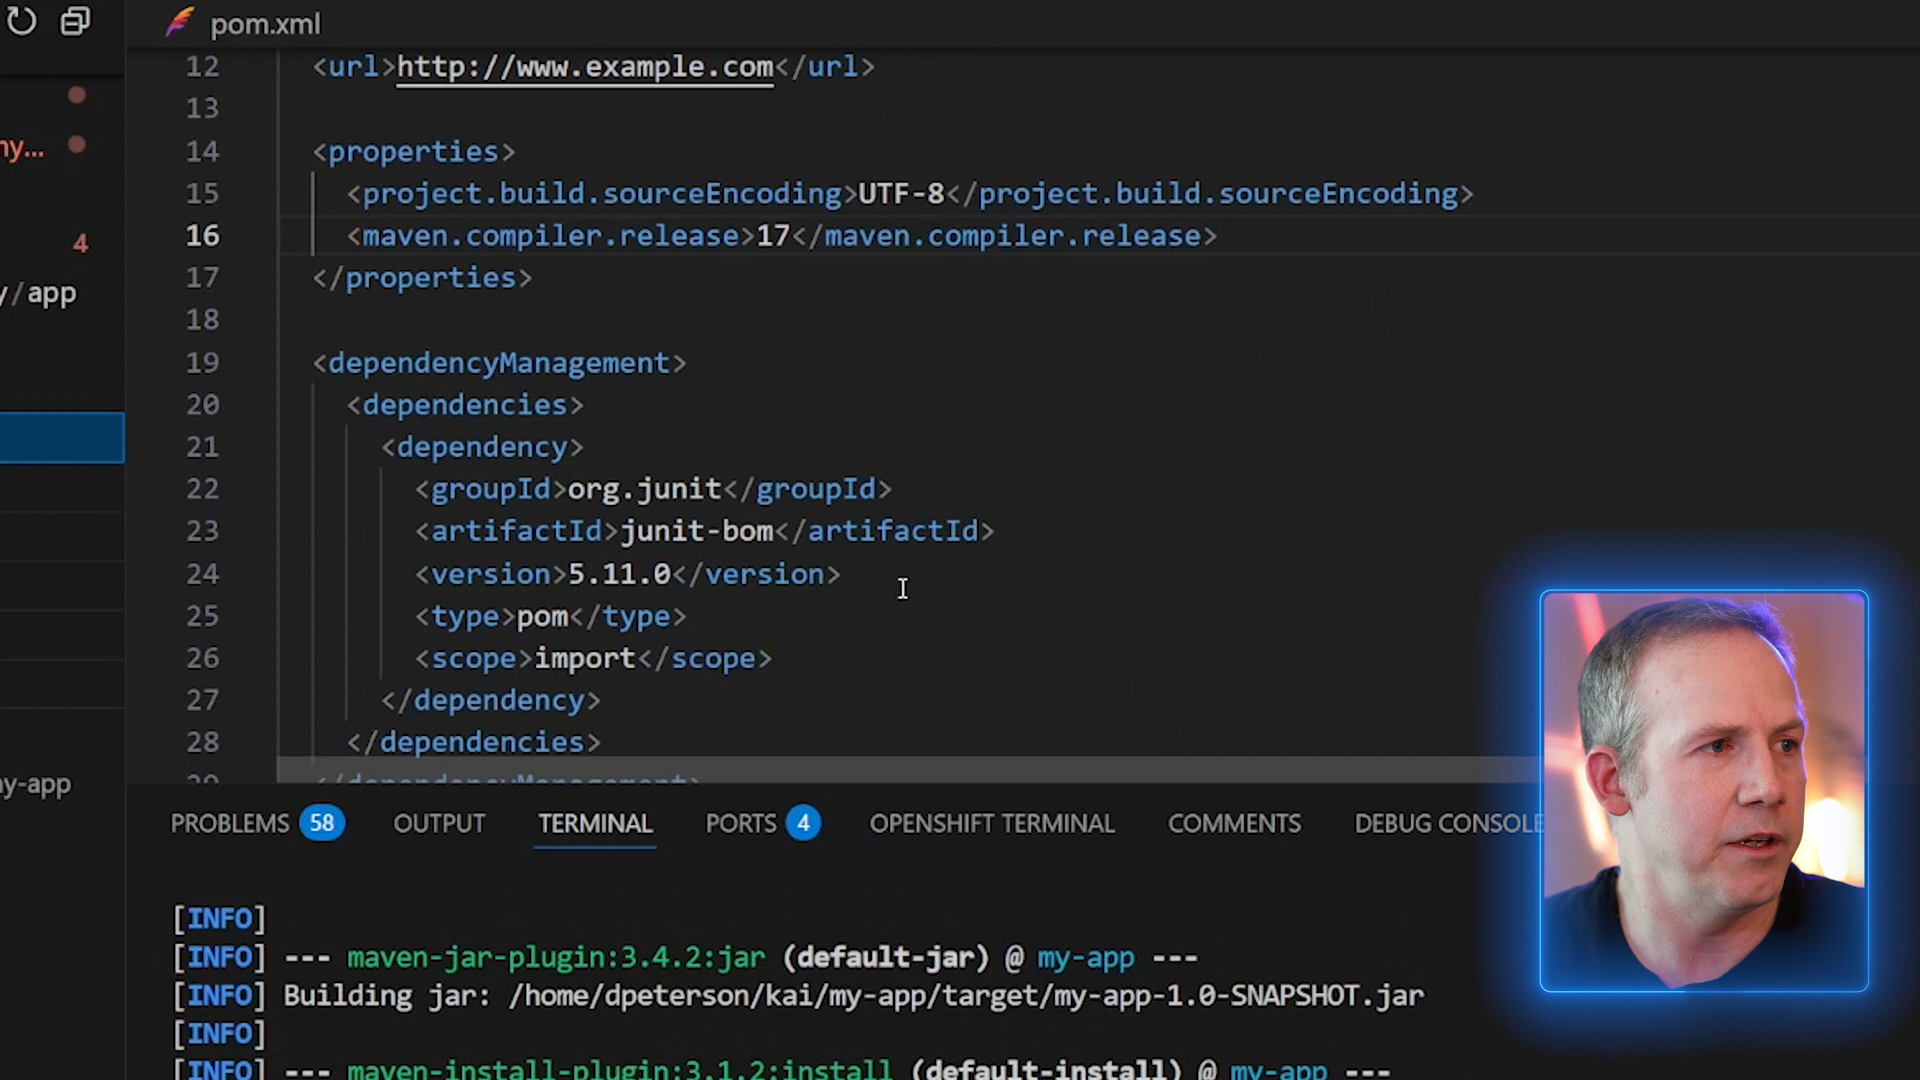 pom.xml
12 <url>http://www.example.com</url>
13
14 <properties>
15 <project.build.sourceEncoding>UTF-8</project.build.sourceEncoding>
16 <maven.compiler.release>17</maven.compiler.release>
17 </properties>
18
19 <dependencyManagement>
20 <dependencies>
21 <dependency>
22 <groupId>org.junit</groupId>
23 <artifactId>junit-bom</artifactId>
24 <version>5.11.0</version>
25 <type>pom</type>
26 <scope>import</scope>
27 </dependency>
28 </dependencies>
29 </dependencyManagement>
ny...
4
y/app
ny-app
PROBLEMS 58 OUTPUT TERMINAL PORTS 4 OPENSHIFT TERMINAL COMMENTS DEBUG CONSOLE
[INFO]
[INFO] --- maven-jar-plugin:3.4.2:jar (default-jar) @ my-app ---
[INFO] Building jar: /home/dpeterson/kai/my-app/target/my-app-1.0-SNAPSHOT.jar
[INFO]
[INFO] --- maven-install-plugin:3.1.2:install (default-install) @ my-app ---